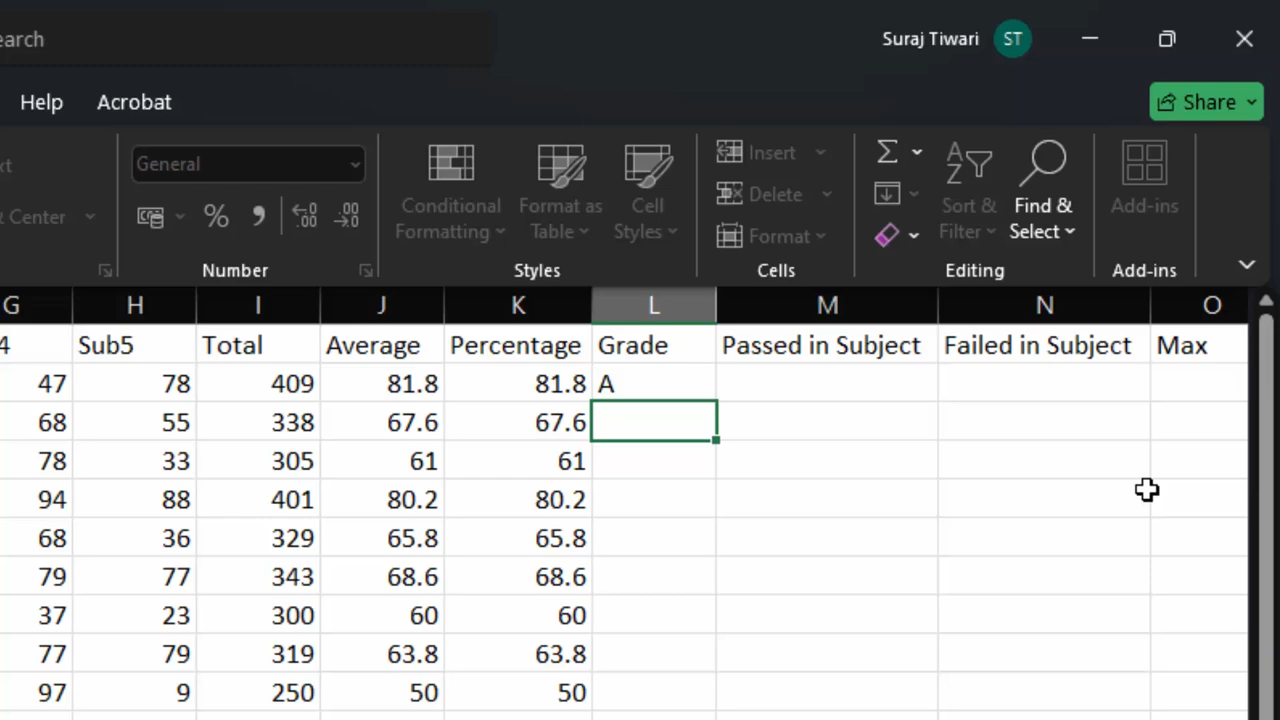 earch Suraj Tiwari ST
Help Acrobat Share
xt General Insert Σ
& Center % Conditional Formatting Format as Table Cell Styles Delete Format Sort & Filter Find & Select Add-ins
Number Styles Cells Editing Add-ins
G H I J K L M N O
4 Sub5 Total Average Percentage Grade Passed in Subject Failed in Subject Max
47 78 409 81.8 81.8 A
68 55 338 67.6 67.6
78 33 305 61 61
94 88 401 80.2 80.2
68 36 329 65.8 65.8
79 77 343 68.6 68.6
37 23 300 60 60
77 79 319 63.8 63.8
97 9 250 50 50